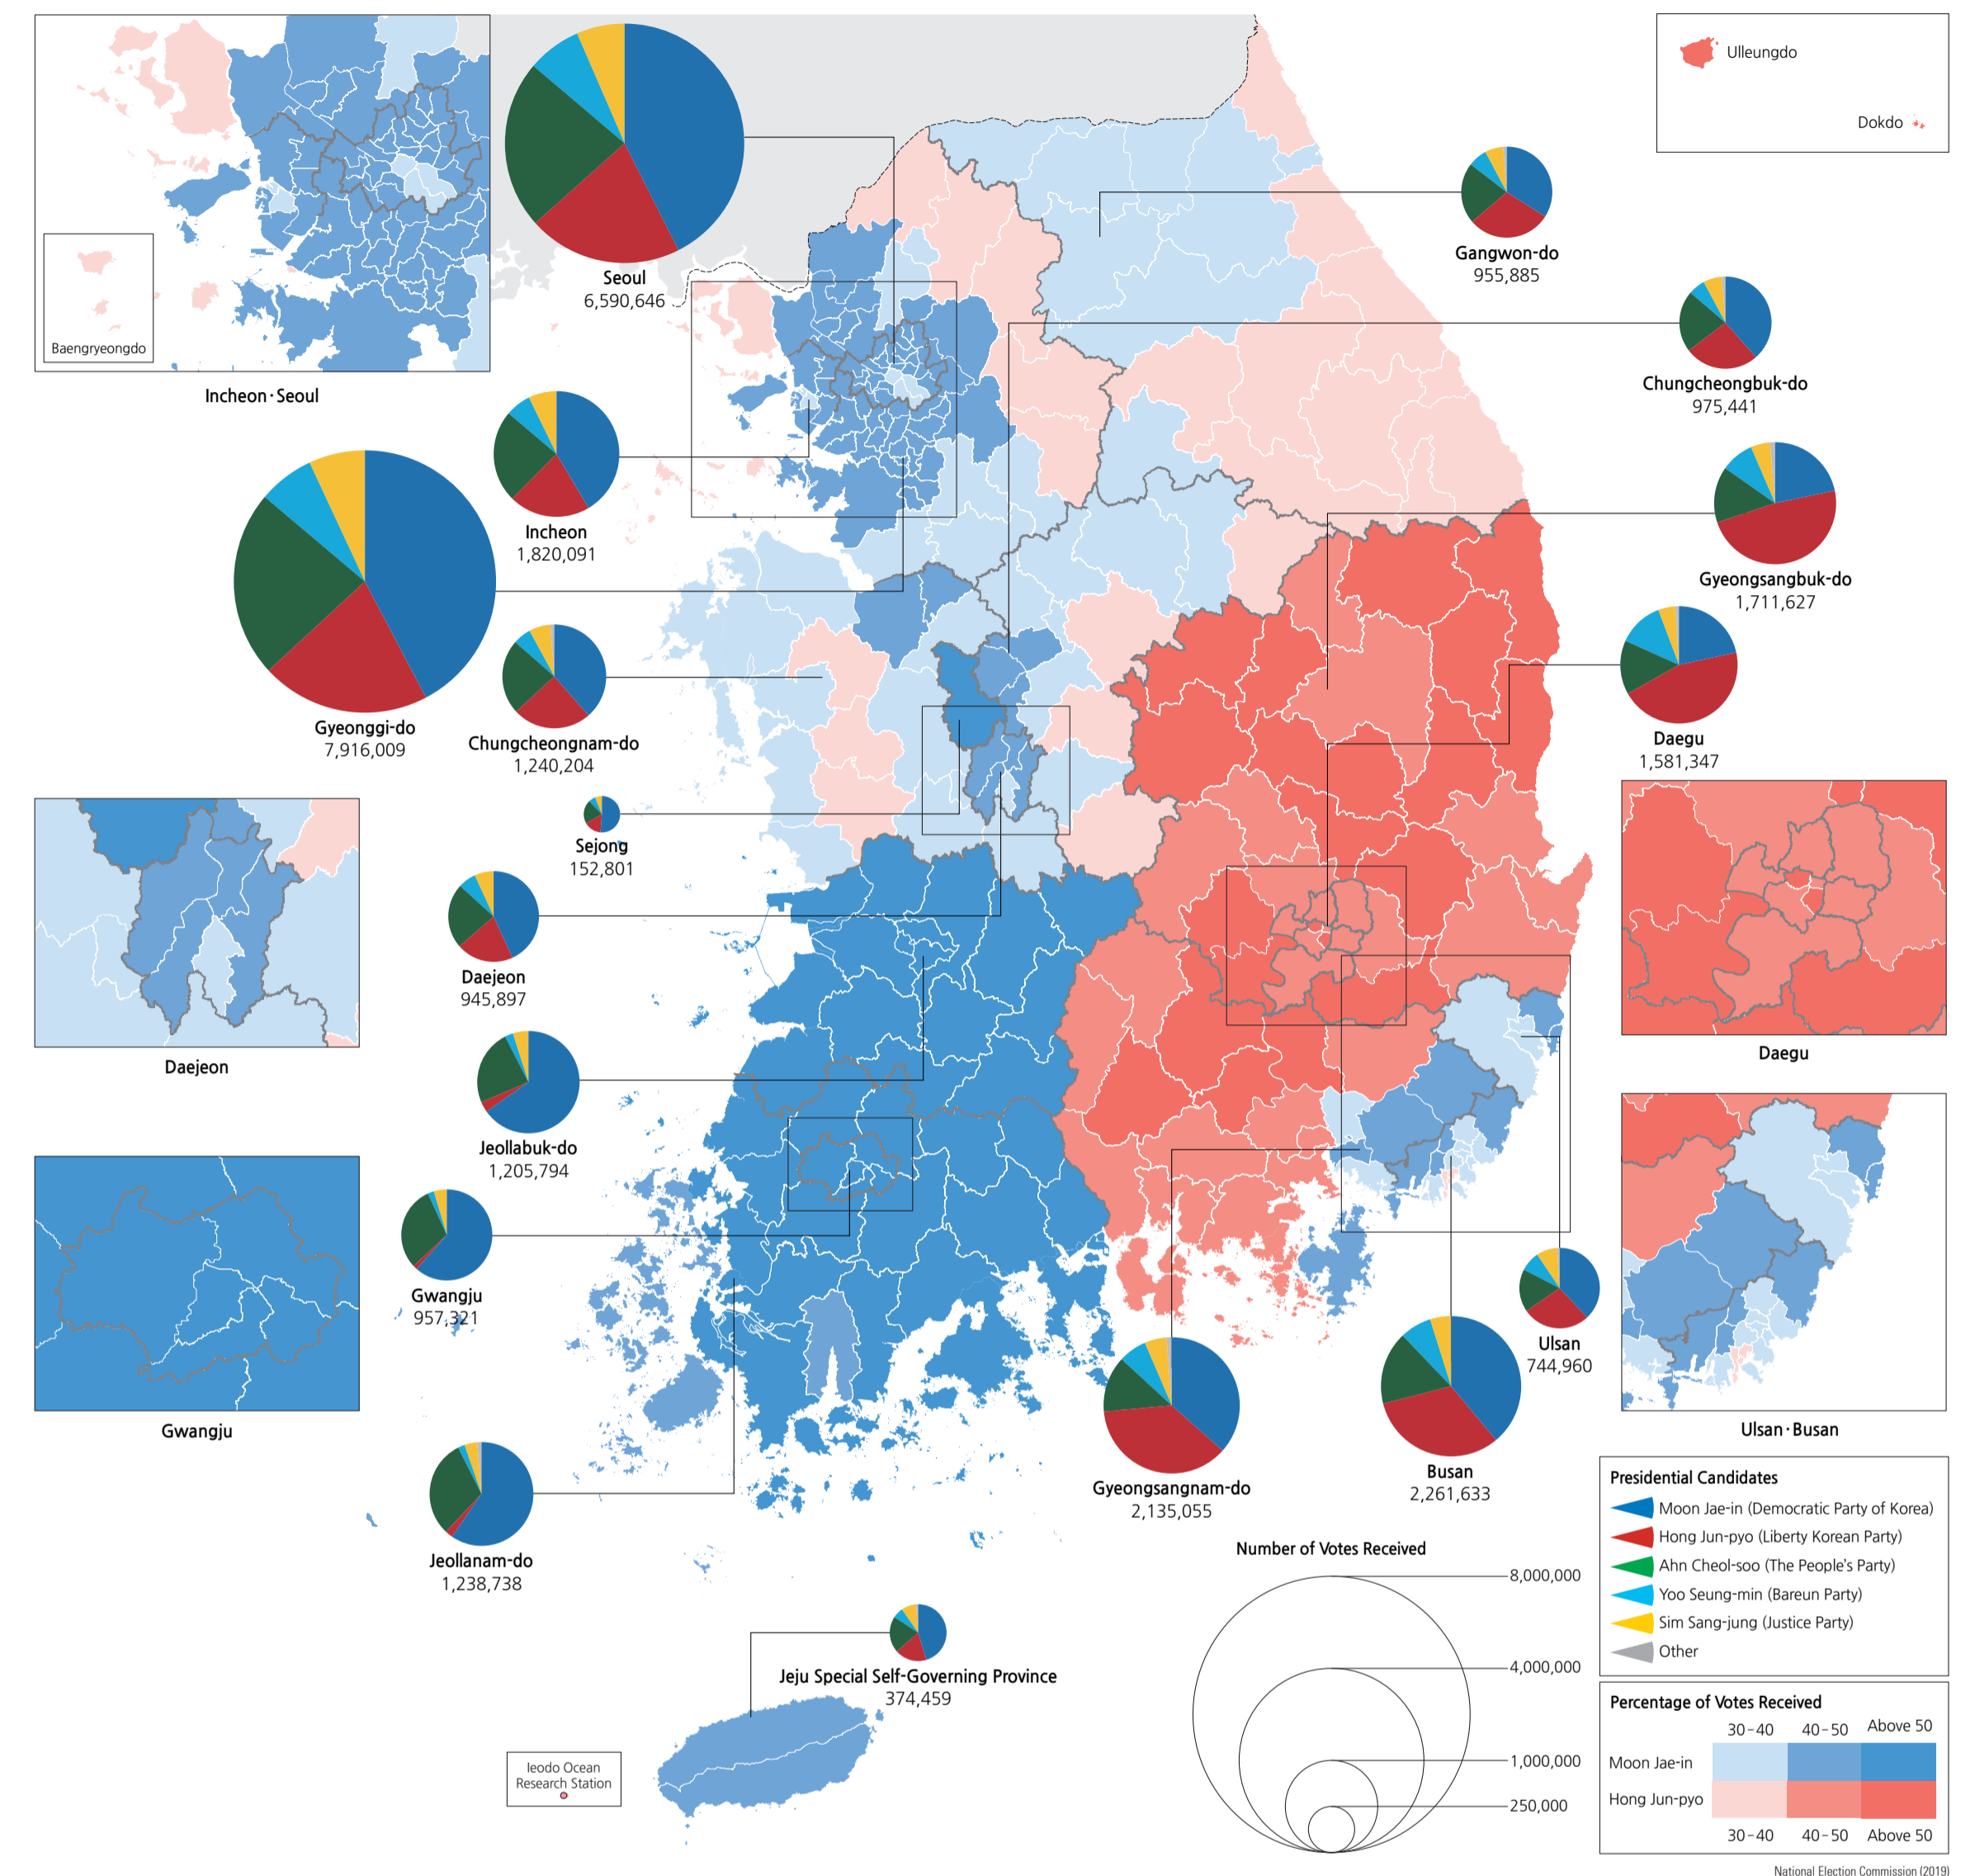 Ulleungdo
Dokdo
Baengryeongdo
Incheon·Seoul
Seoul
6,590,646
Gangwon-do
955,885
Chungcheongbuk-do
975,441
Incheon
1,820,091
Gyeongsangbuk-do
1,711,627
Gyeonggi-do
7,916,009
Chungcheongnam-do
1,240,204
Daegu
1,581,347
Sejong
152,801
Daejeon
945,897
Daejeon
Daegu
Jeollabuk-do
1,205,794
Gwangju
957,321
Gwangju
Ulsan
744,960
Ulsan·Busan
Busan
2,261,633
Gyeongsangnam-do
2,135,055
Jeollanam-do
1,238,738
Jeju Special Self-Governing Province
374,459
Ieodo Ocean
Research Station
Number of Votes Received
8,000,000
4,000,000
1,000,000
250,000
Presidential Candidates
Moon Jae-in (Democratic Party of Korea)
Hong Jun-pyo (Liberty Korean Party)
Ahn Cheol-soo (The People's Party)
Yoo Seung-min (Bareun Party)
Sim Sang-jung (Justice Party)
Other
Percentage of Votes Received
30–40 40–50 Above 50
Moon Jae-in
Hong Jun-pyo
30–40 40–50 Above 50
National Election Commission (2019)